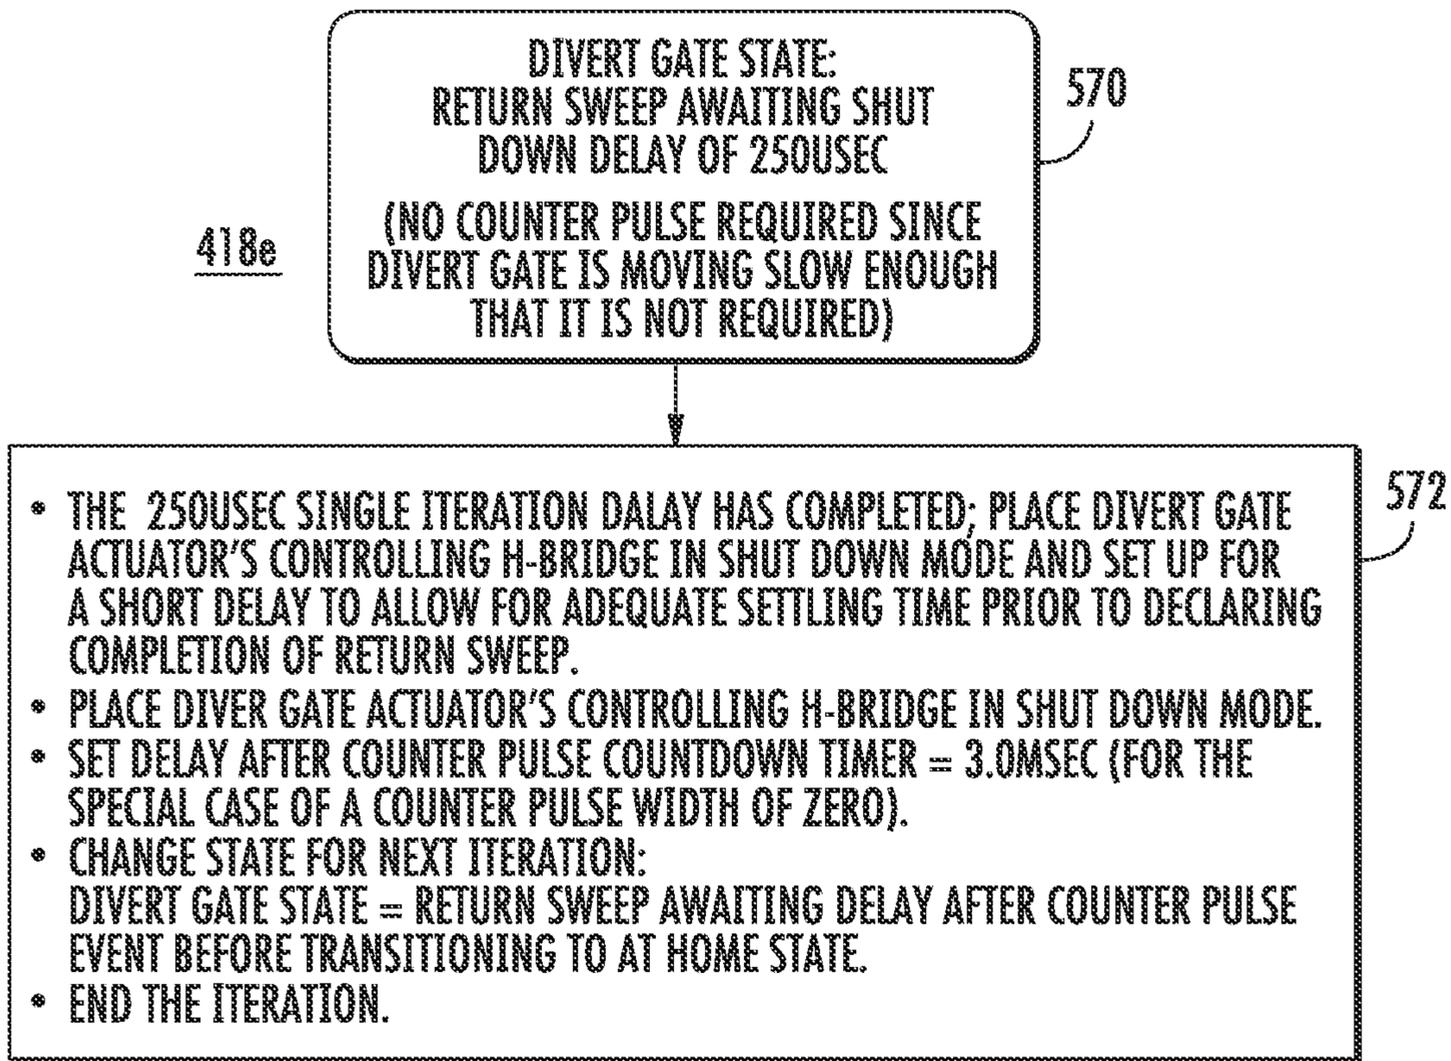 DIVERT GATE STATE:
RETURN SWEEP AWAITING SHUT
DOWN DELAY OF 250USEC
(NO COUNTER PULSE REQUIRED SINCE
DIVERT GATE IS MOVING SLOW ENOUGH
THAT IT IS NOT REQUIRED)
570
418e
572
• THE 250USEC SINGLE ITERATION DALAY HAS COMPLETED; PLACE DIVERT GATE
ACTUATOR'S CONTROLLING H-BRIDGE IN SHUT DOWN MODE AND SET UP FOR
A SHORT DELAY TO ALLOW FOR ADEQUATE SETTLING TIME PRIOR TO DECLARING
COMPLETION OF RETURN SWEEP.
• PLACE DIVER GATE ACTUATOR'S CONTROLLING H-BRIDGE IN SHUT DOWN MODE.
• SET DELAY AFTER COUNTER PULSE COUNTDOWN TIMER = 3.0MSEC (FOR THE
SPECIAL CASE OF A COUNTER PULSE WIDTH OF ZERO).
• CHANGE STATE FOR NEXT ITERATION:
DIVERT GATE STATE = RETURN SWEEP AWAITING DELAY AFTER COUNTER PULSE
EVENT BEFORE TRANSITIONING TO AT HOME STATE.
• END THE ITERATION.